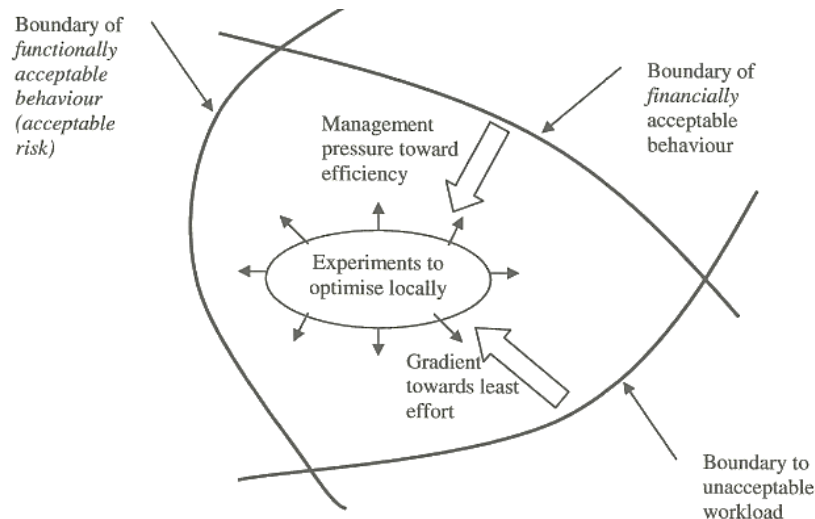 Boundary of
functionally
acceptable
behaviour
(acceptable
risk)
Boundary of
financially
acceptable
behaviour
Management
pressure toward
efficiency
Experiments to
optimise locally
Gradient
towards least
effort
Boundary to
unacceptable
workload